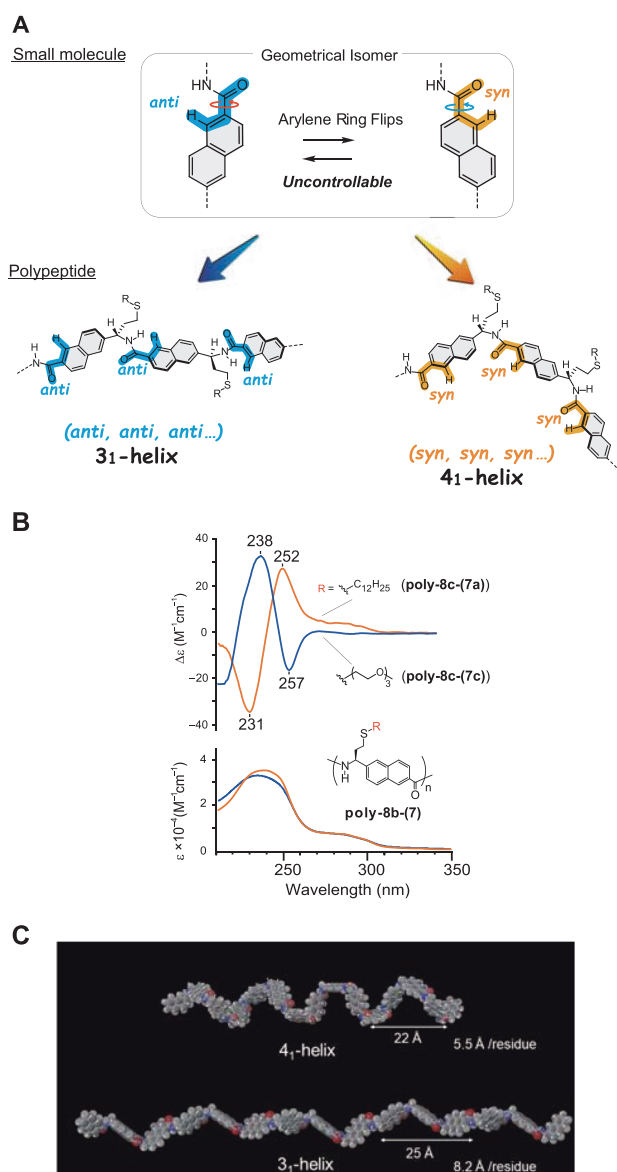 A
Small molecule
Geometrical Isomer
HN
O
anti
H
Arylene Ring Flips
Uncontrollable
HN
O
syn
H
Polypeptide
R
S
H
N
H
O
H
N
H
O
anti
anti
H
N
H
O
anti
S
R
(anti, anti, anti...)
31-helix
R
S
H
H
N
H
N
O
H
syn
O
H
syn
R
S
H
N
H
O
syn
H
(syn, syn, syn...)
41-helix
B
40
20
0
−20
−40
Δε (M⁻¹cm⁻¹)
238
252
231
257
R = C12H25 (poly-8c-(7a))
O
3
(poly-8c-(7c))
4
2
0
ε ×10⁻⁴(M⁻¹cm⁻¹)
S
R
N
H
O
n
poly-8b-(7)
250
300
350
Wavelength (nm)
C
22 Å
5.5 Å/residue
4₁-helix
25 Å
8.2 Å/residue
3₁-helix